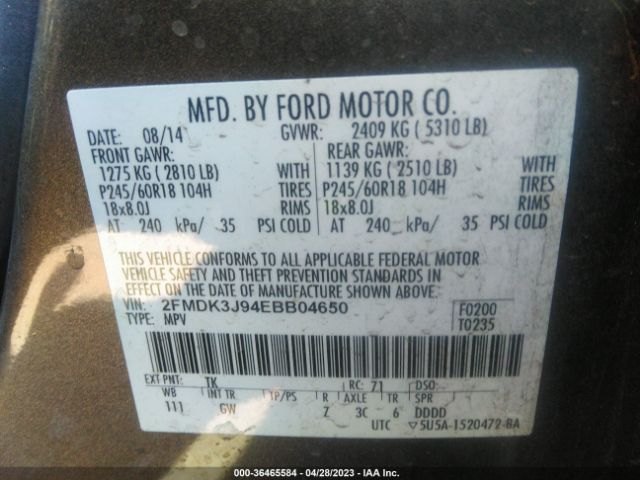 MFD. BY FORD MOTOR CO.
DATE: 08/14 GVWR: 2409 KG ( 5310 LB)
FRONT GAWR: REAR GAWR:
1275 KG ( 2810 LB) WITH 1139 KG ( 2510 LB) WITH
P245/60R18 104H TIRES P245/60R18 104H TIRES
18x8.0J RIMS 18x8.0J RIMS
AT 240 kPa/ 35 PSI COLD AT 240 kPa/ 35 PSI COLD
THIS VEHICLE CONFORMS TO ALL APPLICABLE FEDERAL MOTOR
VEHICLE SAFETY AND THEFT PREVENTION STANDARDS IN
EFFECT ON THE DATE OF MANUFACTURE SHOWN ABOVE.
VIN: 2FMDK3J94EBB04650 F0200
TYPE: MPV T0235
EXT PNT: TK RC: 71 DSO:
WB INT TR TP/PS R AXLE TR SPR
111 GW Z 3C 6 DDDD
UTC ▽5U5A-1520472-BA
000-36465584 - 04/28/2023 - IAA Inc.